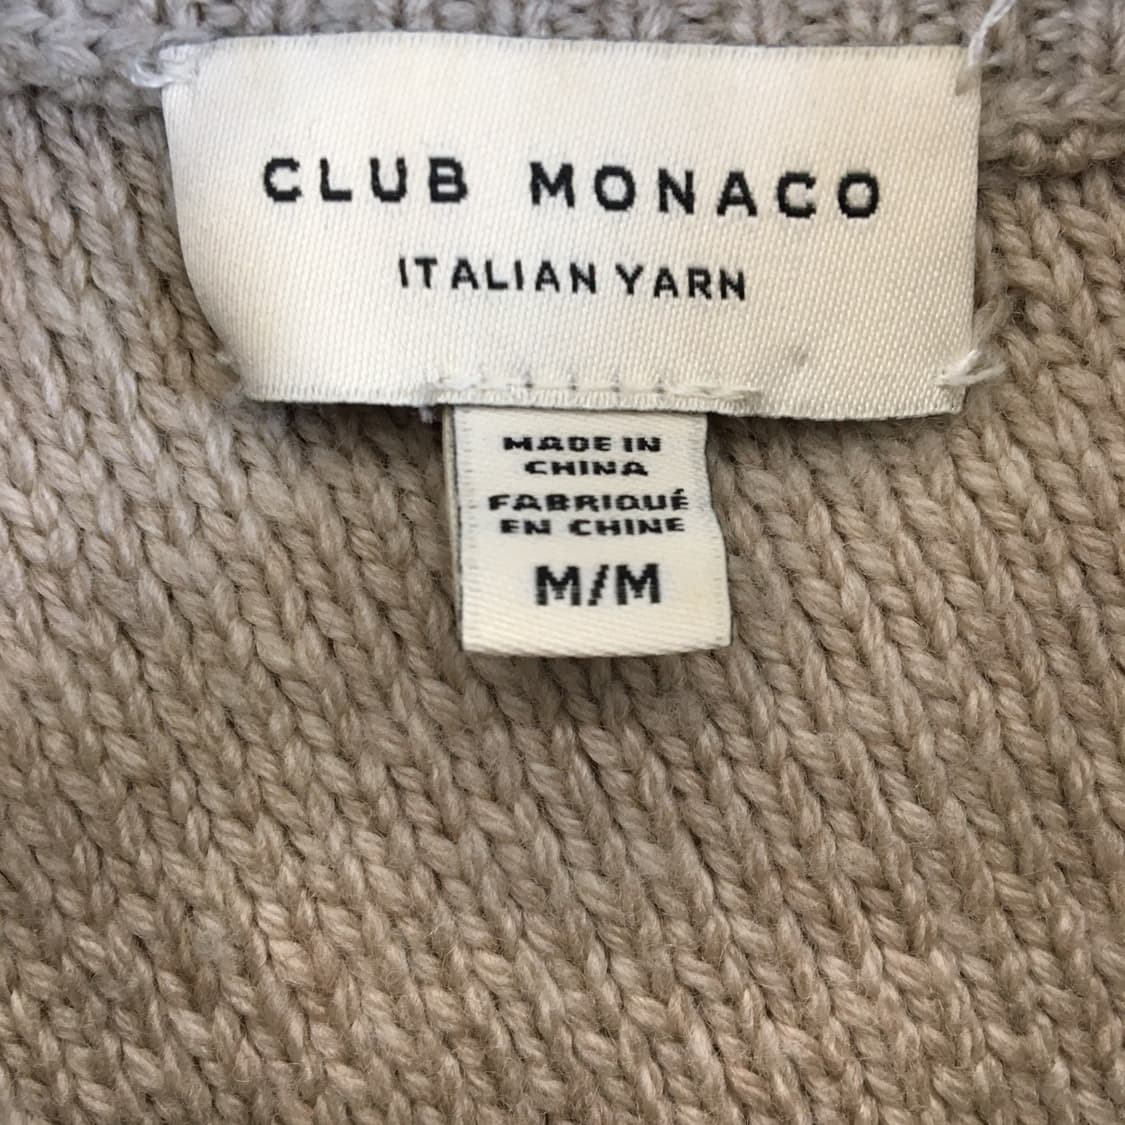 CLUB MONACO
ITALIAN YARN
MADE IN
CHINA
FABRIQUÉ
EN CHINE
M/M